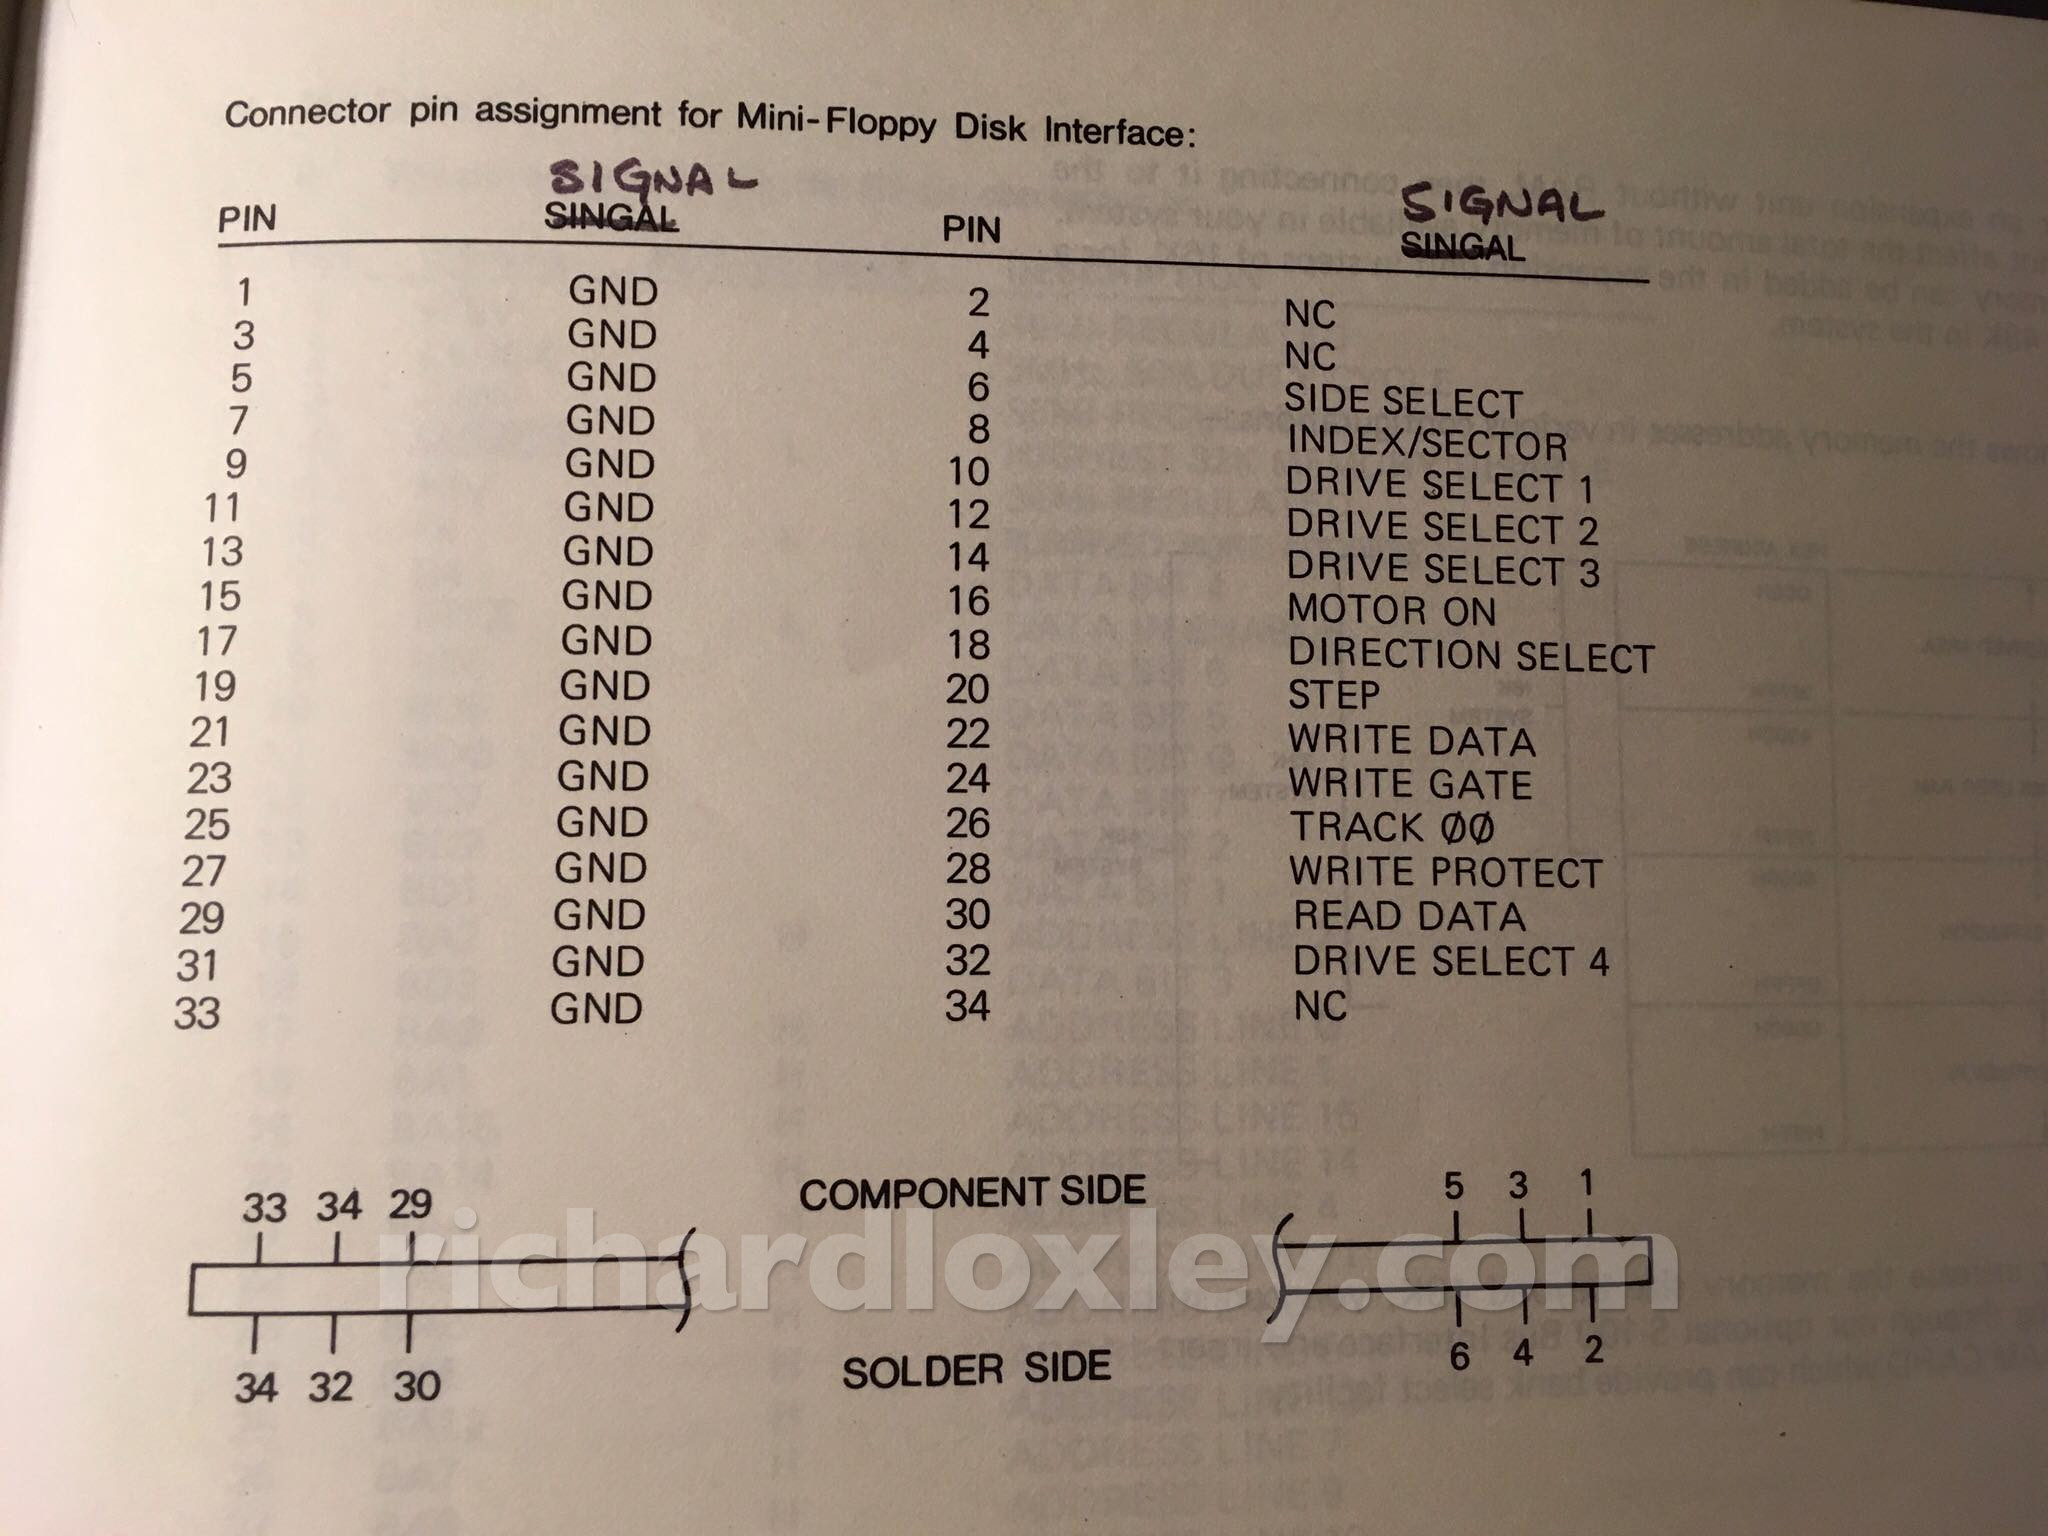 Connector pin assignment for Mini-Floppy Disk Interface:
SIGNAL SIGNAL
PIN SINGAL PIN SINGAL
1 GND 2 NC
3 GND 4 NC
5 GND 6 SIDE SELECT
7 GND 8 INDEX/SECTOR
9 GND 10 DRIVE SELECT 1
11 GND 12 DRIVE SELECT 2
13 GND 14 DRIVE SELECT 3
15 GND 16 MOTOR ON
17 GND 18 DIRECTION SELECT
19 GND 20 STEP
21 GND 22 WRITE DATA
23 GND 24 WRITE GATE
25 GND 26 TRACK ØØ
27 GND 28 WRITE PROTECT
29 GND 30 READ DATA
31 GND 32 DRIVE SELECT 4
33 GND 34 NC
33 34 29 COMPONENT SIDE 5 3 1
richardloxley.com
34 32 30 SOLDER SIDE 6 4 2